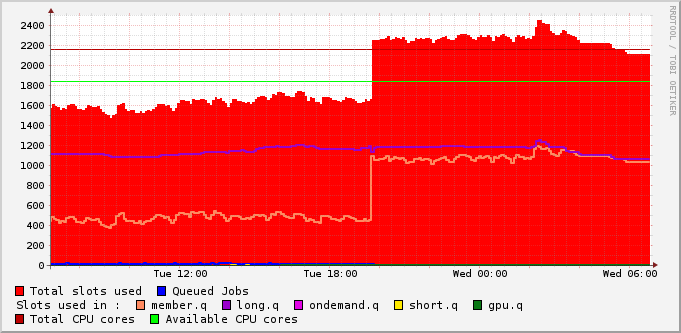 2400
2200
2000
1800
1600
1400
1200
1000
800
600
400
200
0
Tue 12:00 Tue 18:00 Wed 00:00 Wed 06:00
Total slots used Queued Jobs
Slots used in : member.q long.q ondemand.q short.q gpu.q
Total CPU cores Available CPU cores
RRDTOOL / TOBI OETIKER